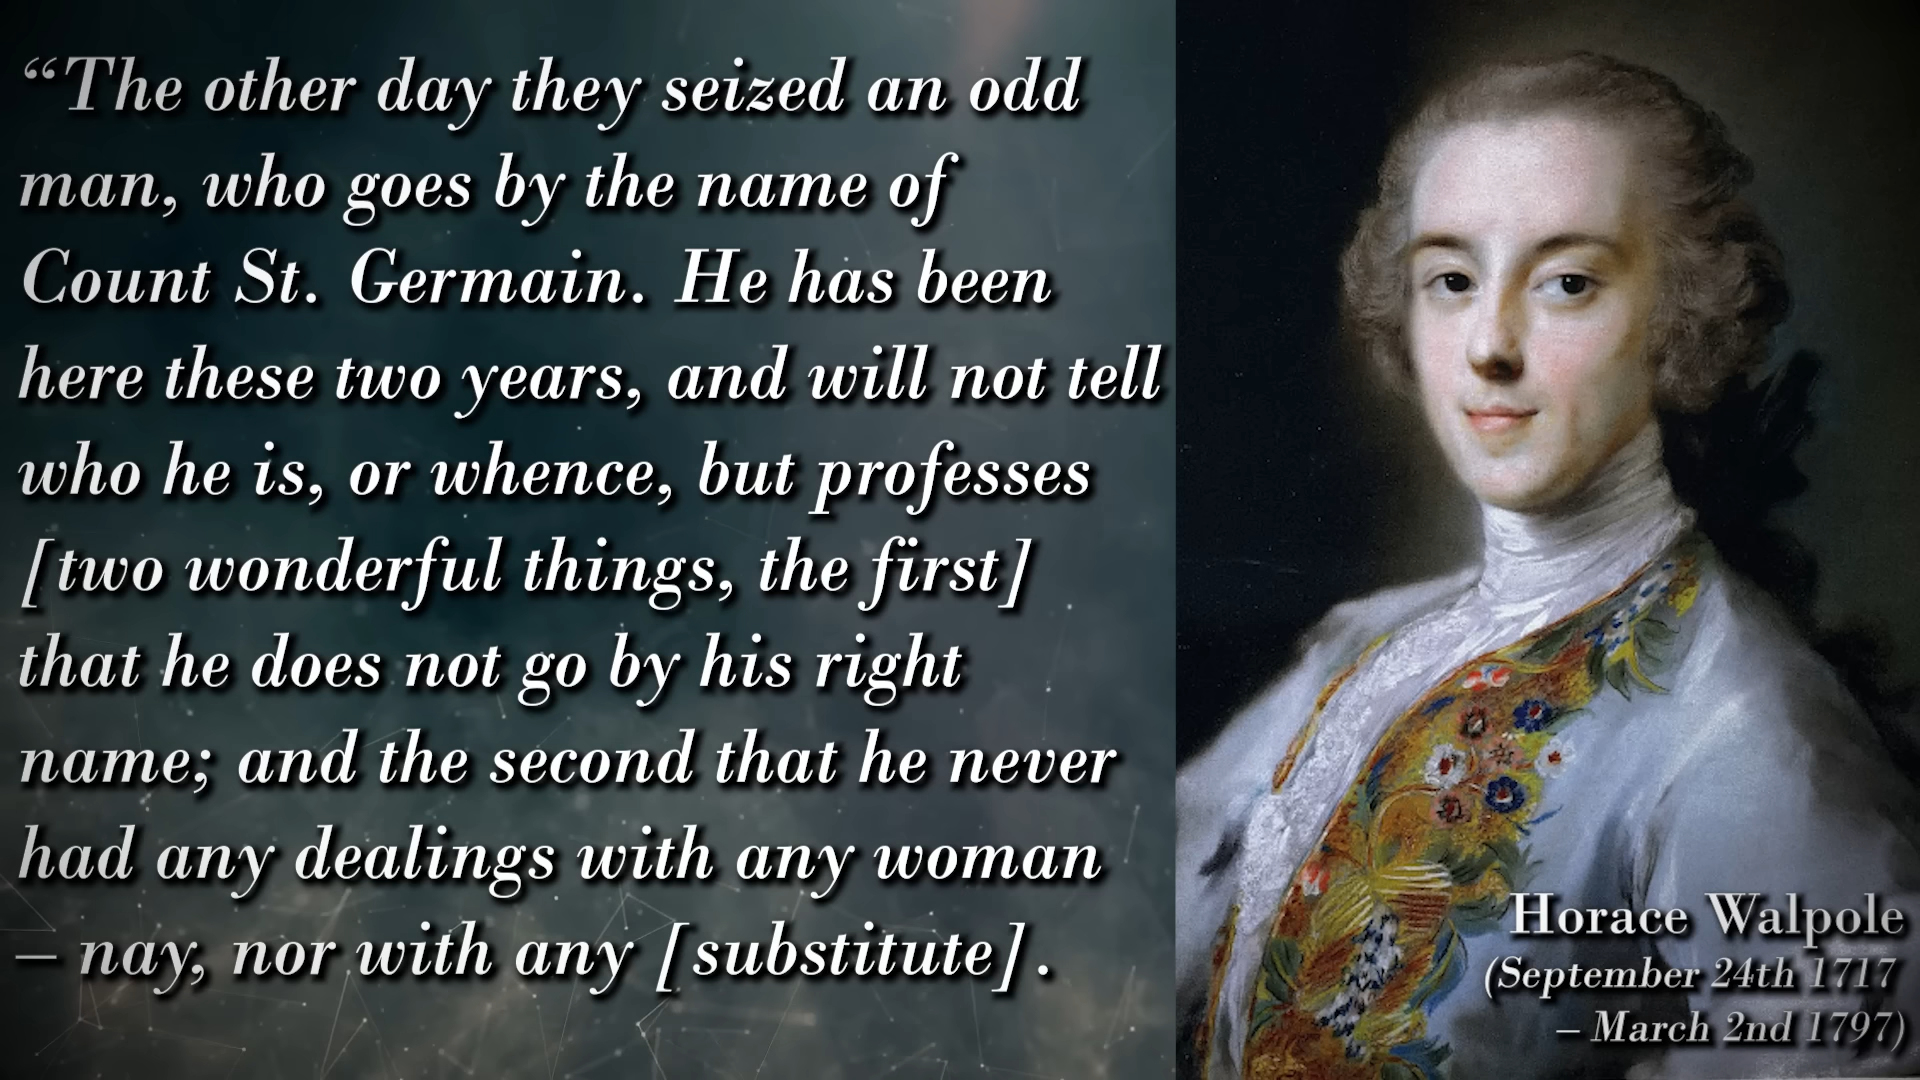 “The other day they seized an odd
man, who goes by the name of
Count St. Germain. He has been
here these two years, and will not tell
who he is, or whence, but professes
[two wonderful things, the first]
that he does not go by his right
name; and the second that he never
had any dealings with any woman
– nay, nor with any [substitute].
Horace Walpole
(September 24th 1717
– March 2nd 1797)